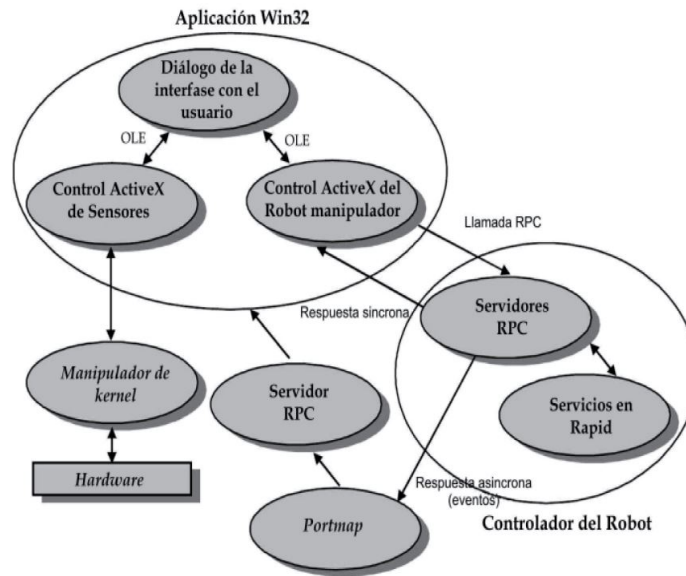 Aplicación Win32
Diálogo de la
interfase con el
usuario
OLE
OLE
Control ActiveX
de Sensores
Control ActiveX del
Robot manipulador
Llamada RPC
Respuesta sincrona
Servidores
RPC
Manipulador de
kernel
Servidor
RPC
Servicios en
Rapid
Hardware
Respuesta asincrona
(eventos)
Portmap
Controlador del Robot